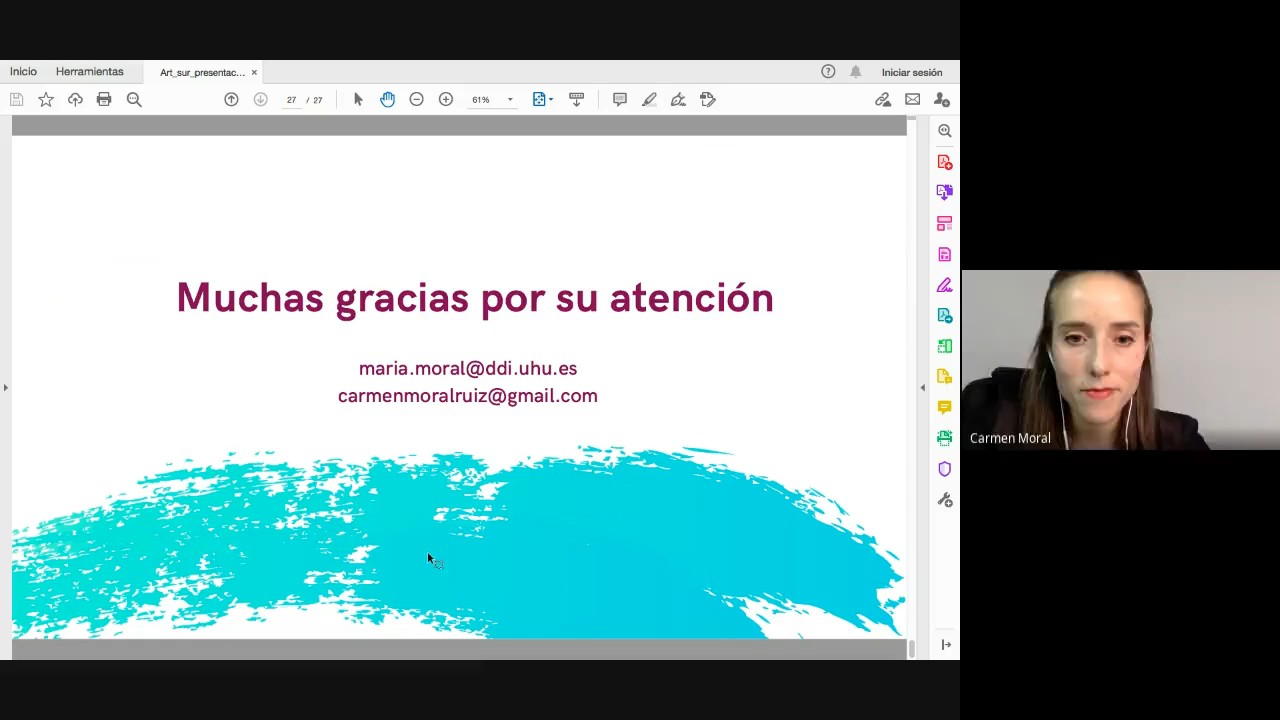 Inicio
Herramientas
Art_sur_presentac...
Iniciar sesión
27 / 27
61%
Muchas gracias por su atención
maria.moral@ddi.uhu.es
carmenmoralruiz@gmail.com
Carmen Moral